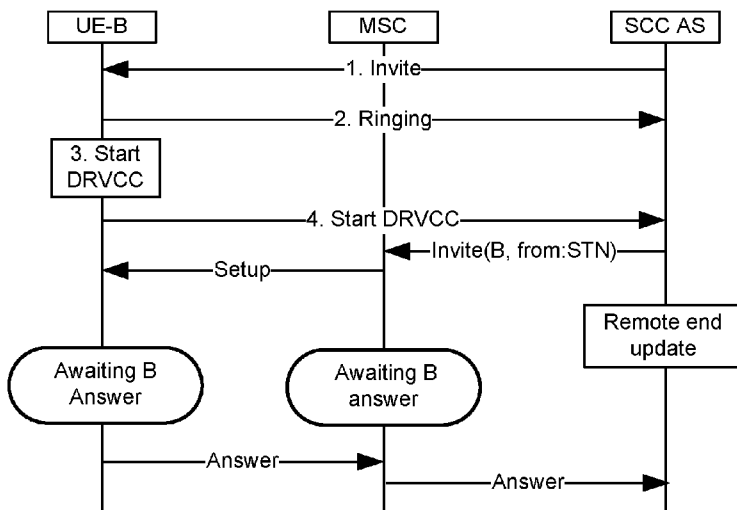 UE-B
MSC
SCC AS
1. Invite
2. Ringing
3. Start
DRVCC
4. Start DRVCC
Invite(B, from:STN)
Setup
Remote end
update
Awaiting B
Answer
Awaiting B
answer
Answer
Answer